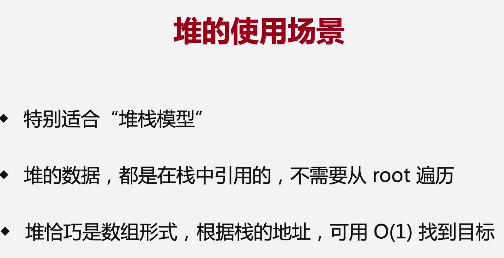 堆的使用场景
◆ 特别适合“堆栈模型”
◆ 堆的数据，都是在栈中引用的，不需要从 root 遍历
◆ 堆恰巧是数组形式，根据栈的地址，可用 O(1) 找到目标